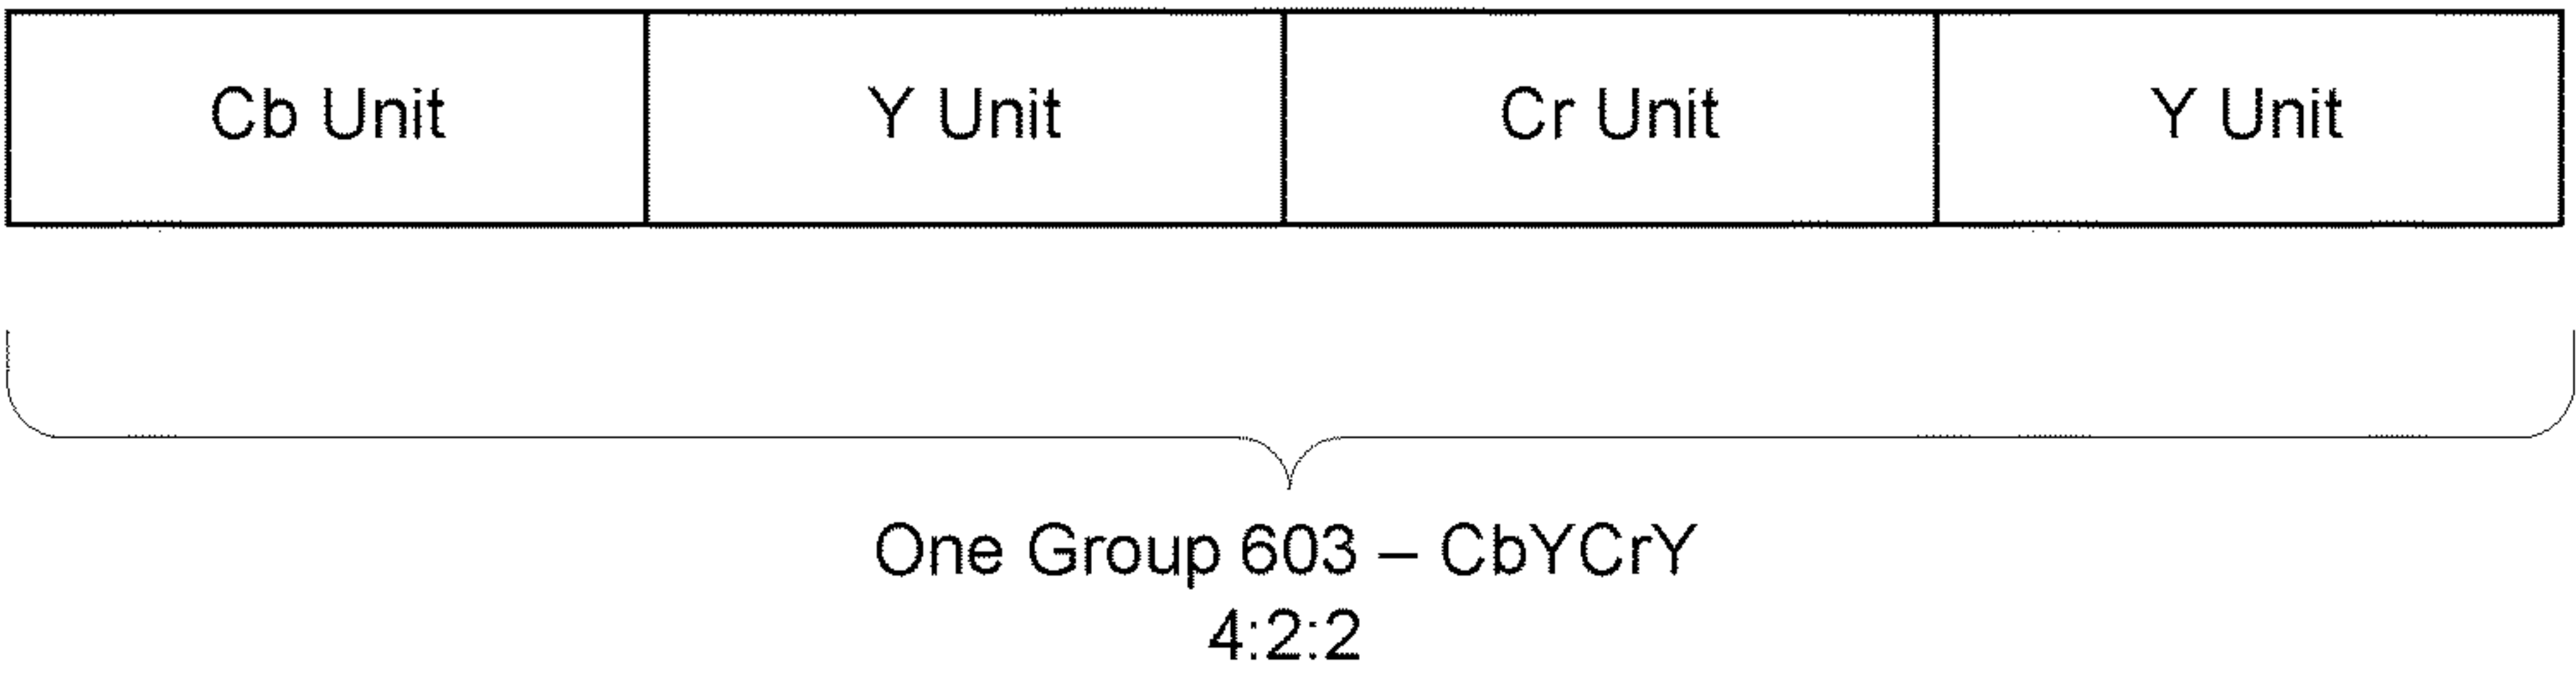 Cb Unit Y Unit Cr Unit Y Unit
One Group 603 – CbYCrY
4:2:2